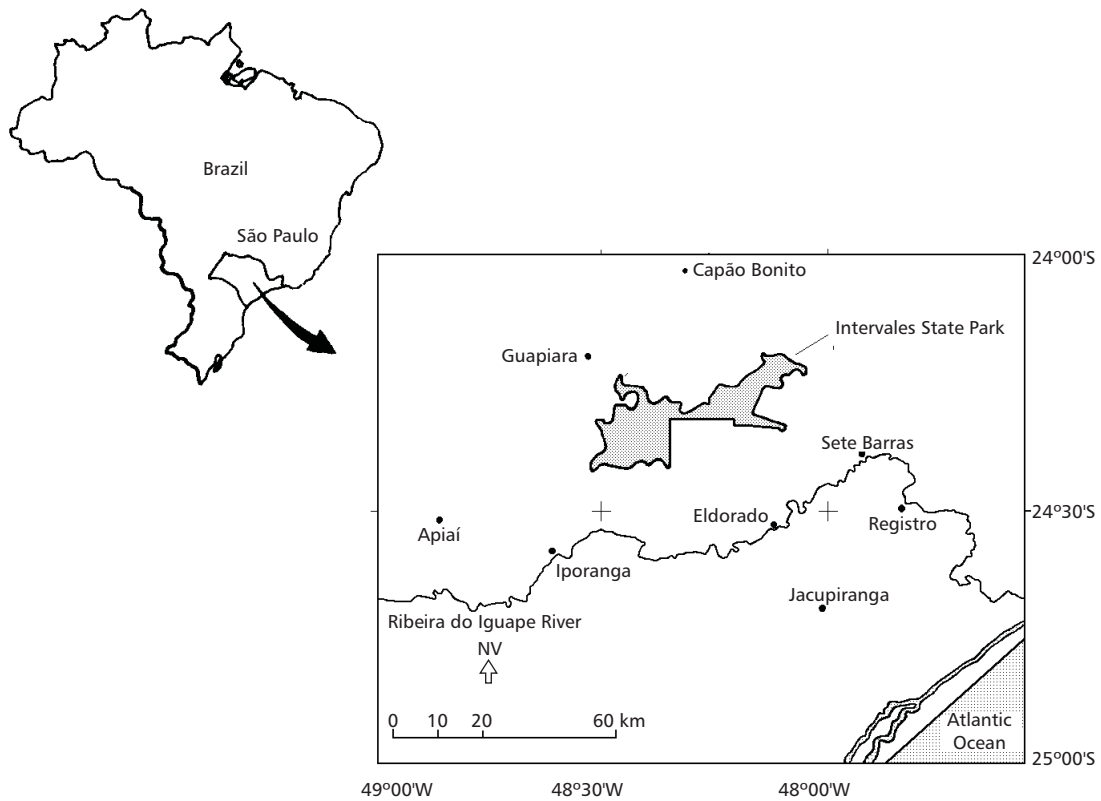 Brazil
São Paulo
24°00'S
Capão Bonito
Intervales State Park
Guapiara
Sete Barras
Eldorado
24°30'S
Registro
Apiaí
Iporanga
Jacupiranga
Ribeira do Iguape River
NV
0 10 20 60 km
Atlantic
Ocean
25°00'S
49°00'W 48°30'W 48°00'W